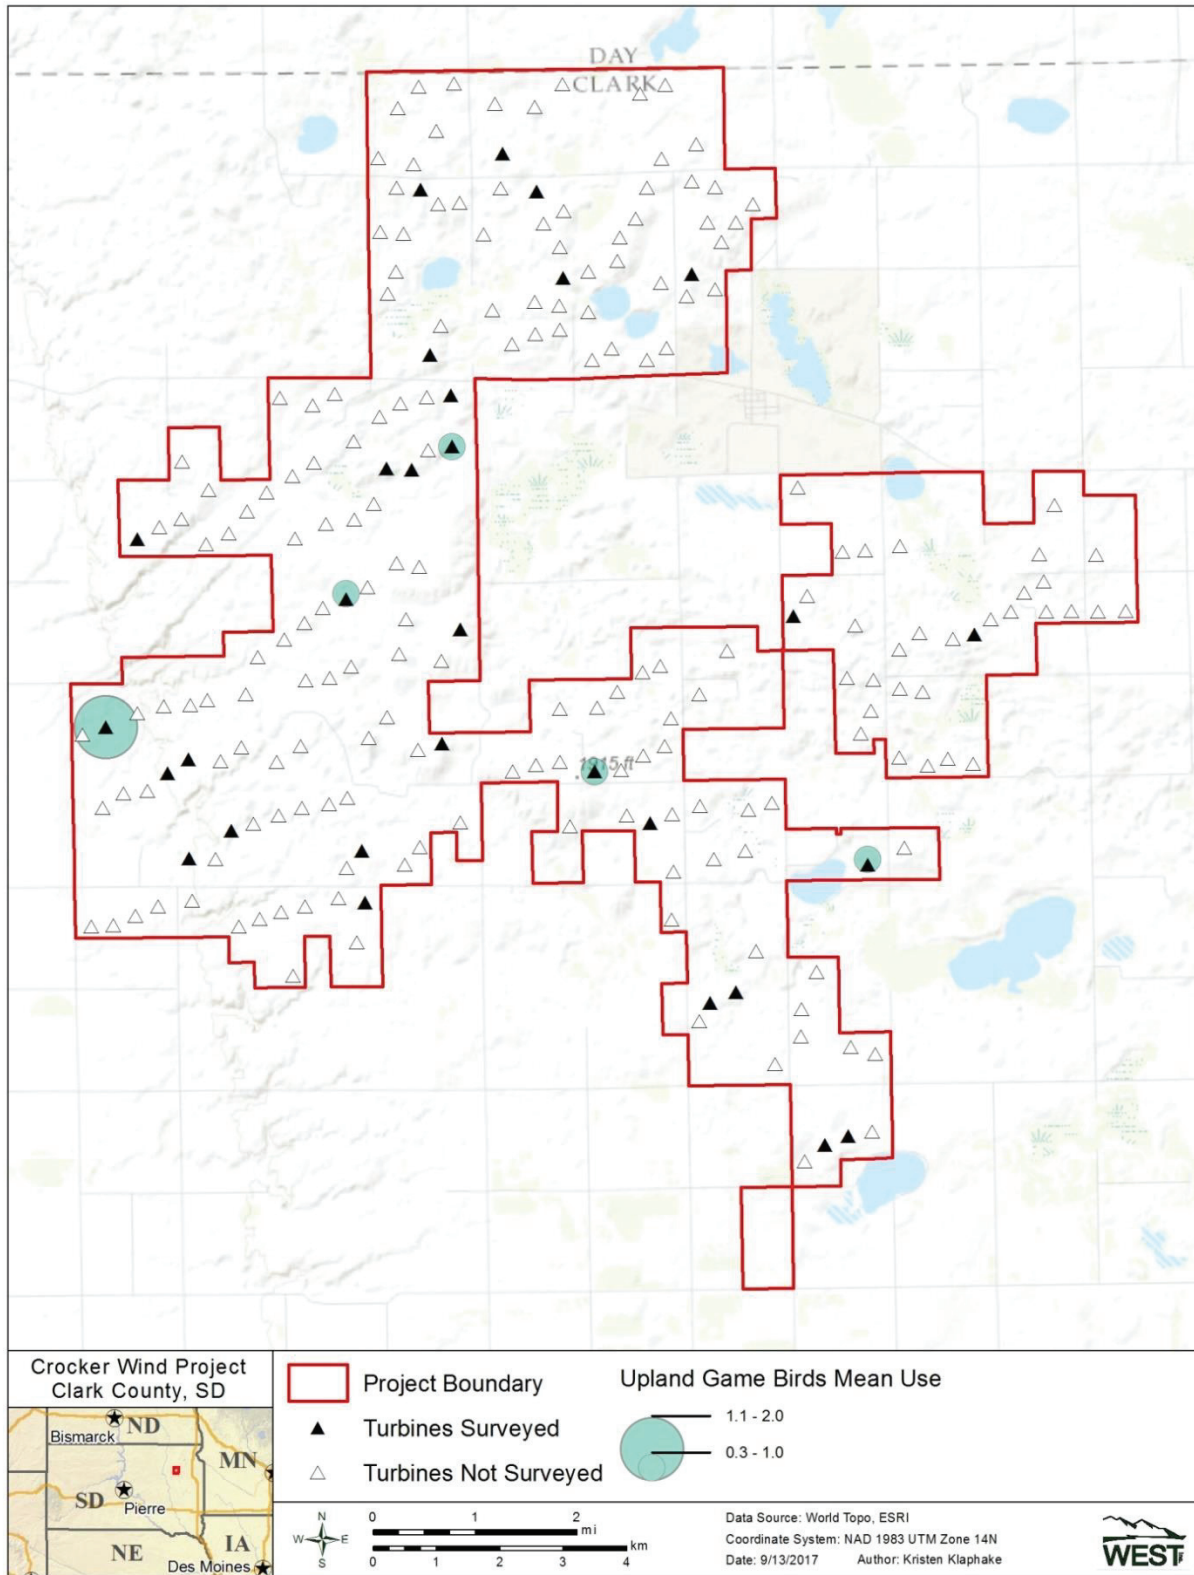 DAY
CLARK
1915 ft
Crocker Wind Project
Clark County, SD
ND
Bismarck
MN
SD
Pierre
NE
IA
Des Moines
Project Boundary
Turbines Surveyed
Turbines Not Surveyed
Upland Game Birds Mean Use
1.1 - 2.0
0.3 - 1.0
N
W
E
S
0 1 2
mi
0 1 2 3 4
km
Data Source: World Topo, ESRI
Coordinate System: NAD 1983 UTM Zone 14N
Date: 9/13/2017 Author: Kristen Klaphake
WEST